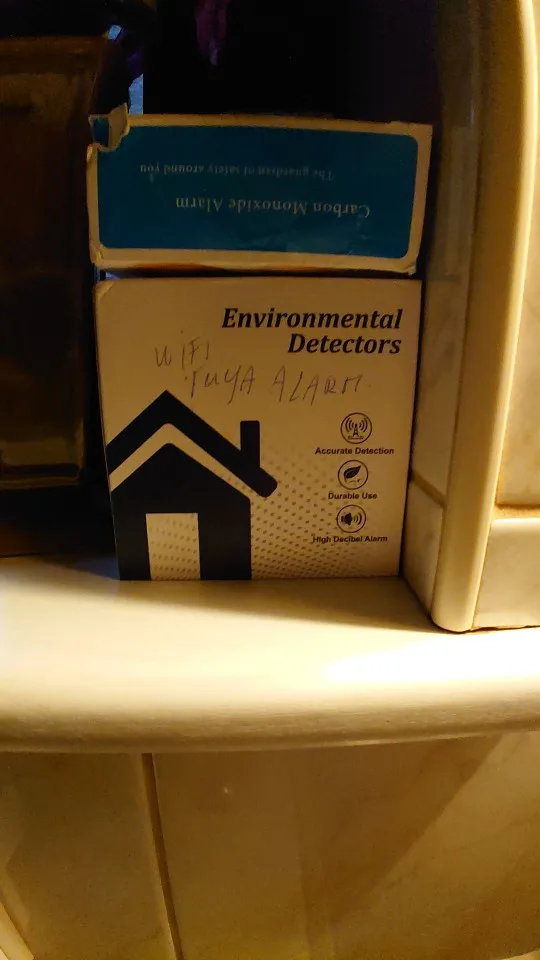 The guardian of safety around you
Carbon Monoxide Alarm
Environmental
Detectors
WIFI
TUYA ALARM.
Accurate Detection
Durable Use
High Decibel Alarm